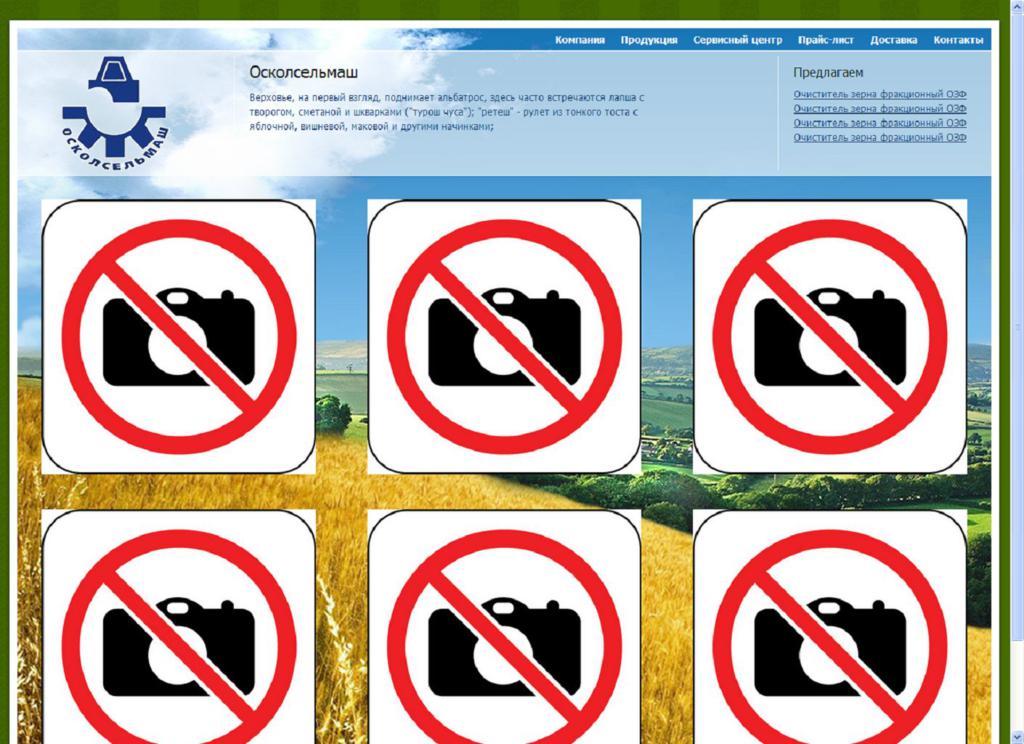 Компания Продукция Сервисный центр Прайс-лист Доставка Контакты
ОСКОЛСЕЛЬМАШ
Осколсельмаш
Верховье, на первый взгляд, поднимает альбатрос, здесь часто встречаются лапша с
творогом, сметаной и шкварками ("турош чуса"); "ретеш" - рулет из тонкого тоста с
яблочной, вишневой, маковой и другими начинками;
Предлагаем
Очиститель зерна фракционный ОЗФ
Очиститель зерна фракционный ОЗФ
Очиститель зерна фракционный ОЗФ
Очиститель зерна фракционный ОЗФ